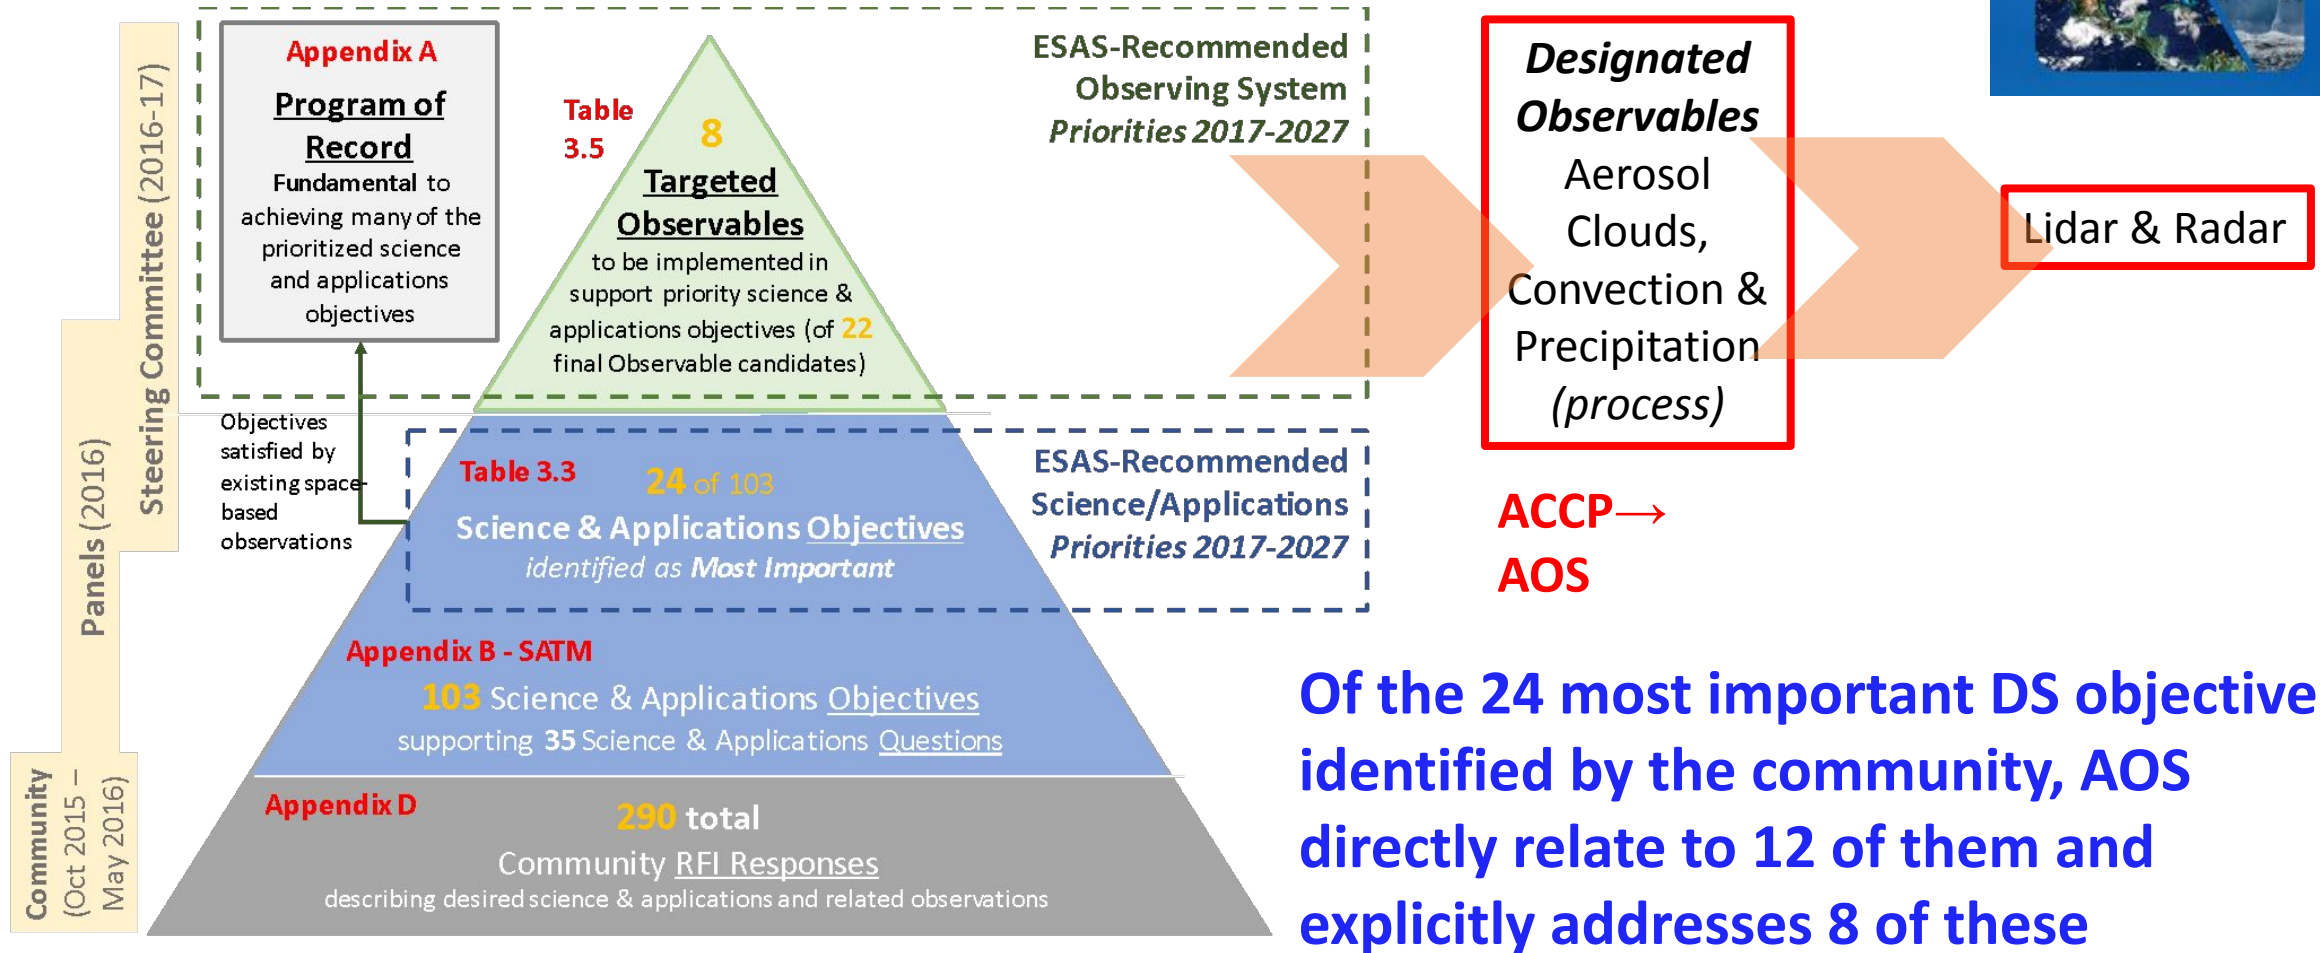 Steering Committee (2016-17)
Panels (2016)
Community
(Oct 2015 –
May 2016)
Appendix A
Program of
Record
Fundamental to
achieving many of the
prioritized science
and applications
objectives
Objectives
satisfied by
existing space-
based
observations
Table
3.5
8
Targeted
Observables
to be implemented in
support priority science &
applications objectives (of 22
final Observable candidates)
ESAS-Recommended
Observing System
Priorities 2017-2027
Table 3.3
24 of 103
Science & Applications Objectives
identified as Most Important
ESAS-Recommended
Science/Applications
Priorities 2017-2027
Appendix B - SATM
103 Science & Applications Objectives
supporting 35 Science & Applications Questions
Appendix D
290 total
Community RFI Responses
describing desired science & applications and related observations
Designated
Observables
Aerosol
Clouds,
Convection &
Precipitation
(process)
Lidar & Radar
ACCP→
AOS
Of the 24 most important DS objective
identified by the community, AOS
directly relate to 12 of them and
explicitly addresses 8 of these